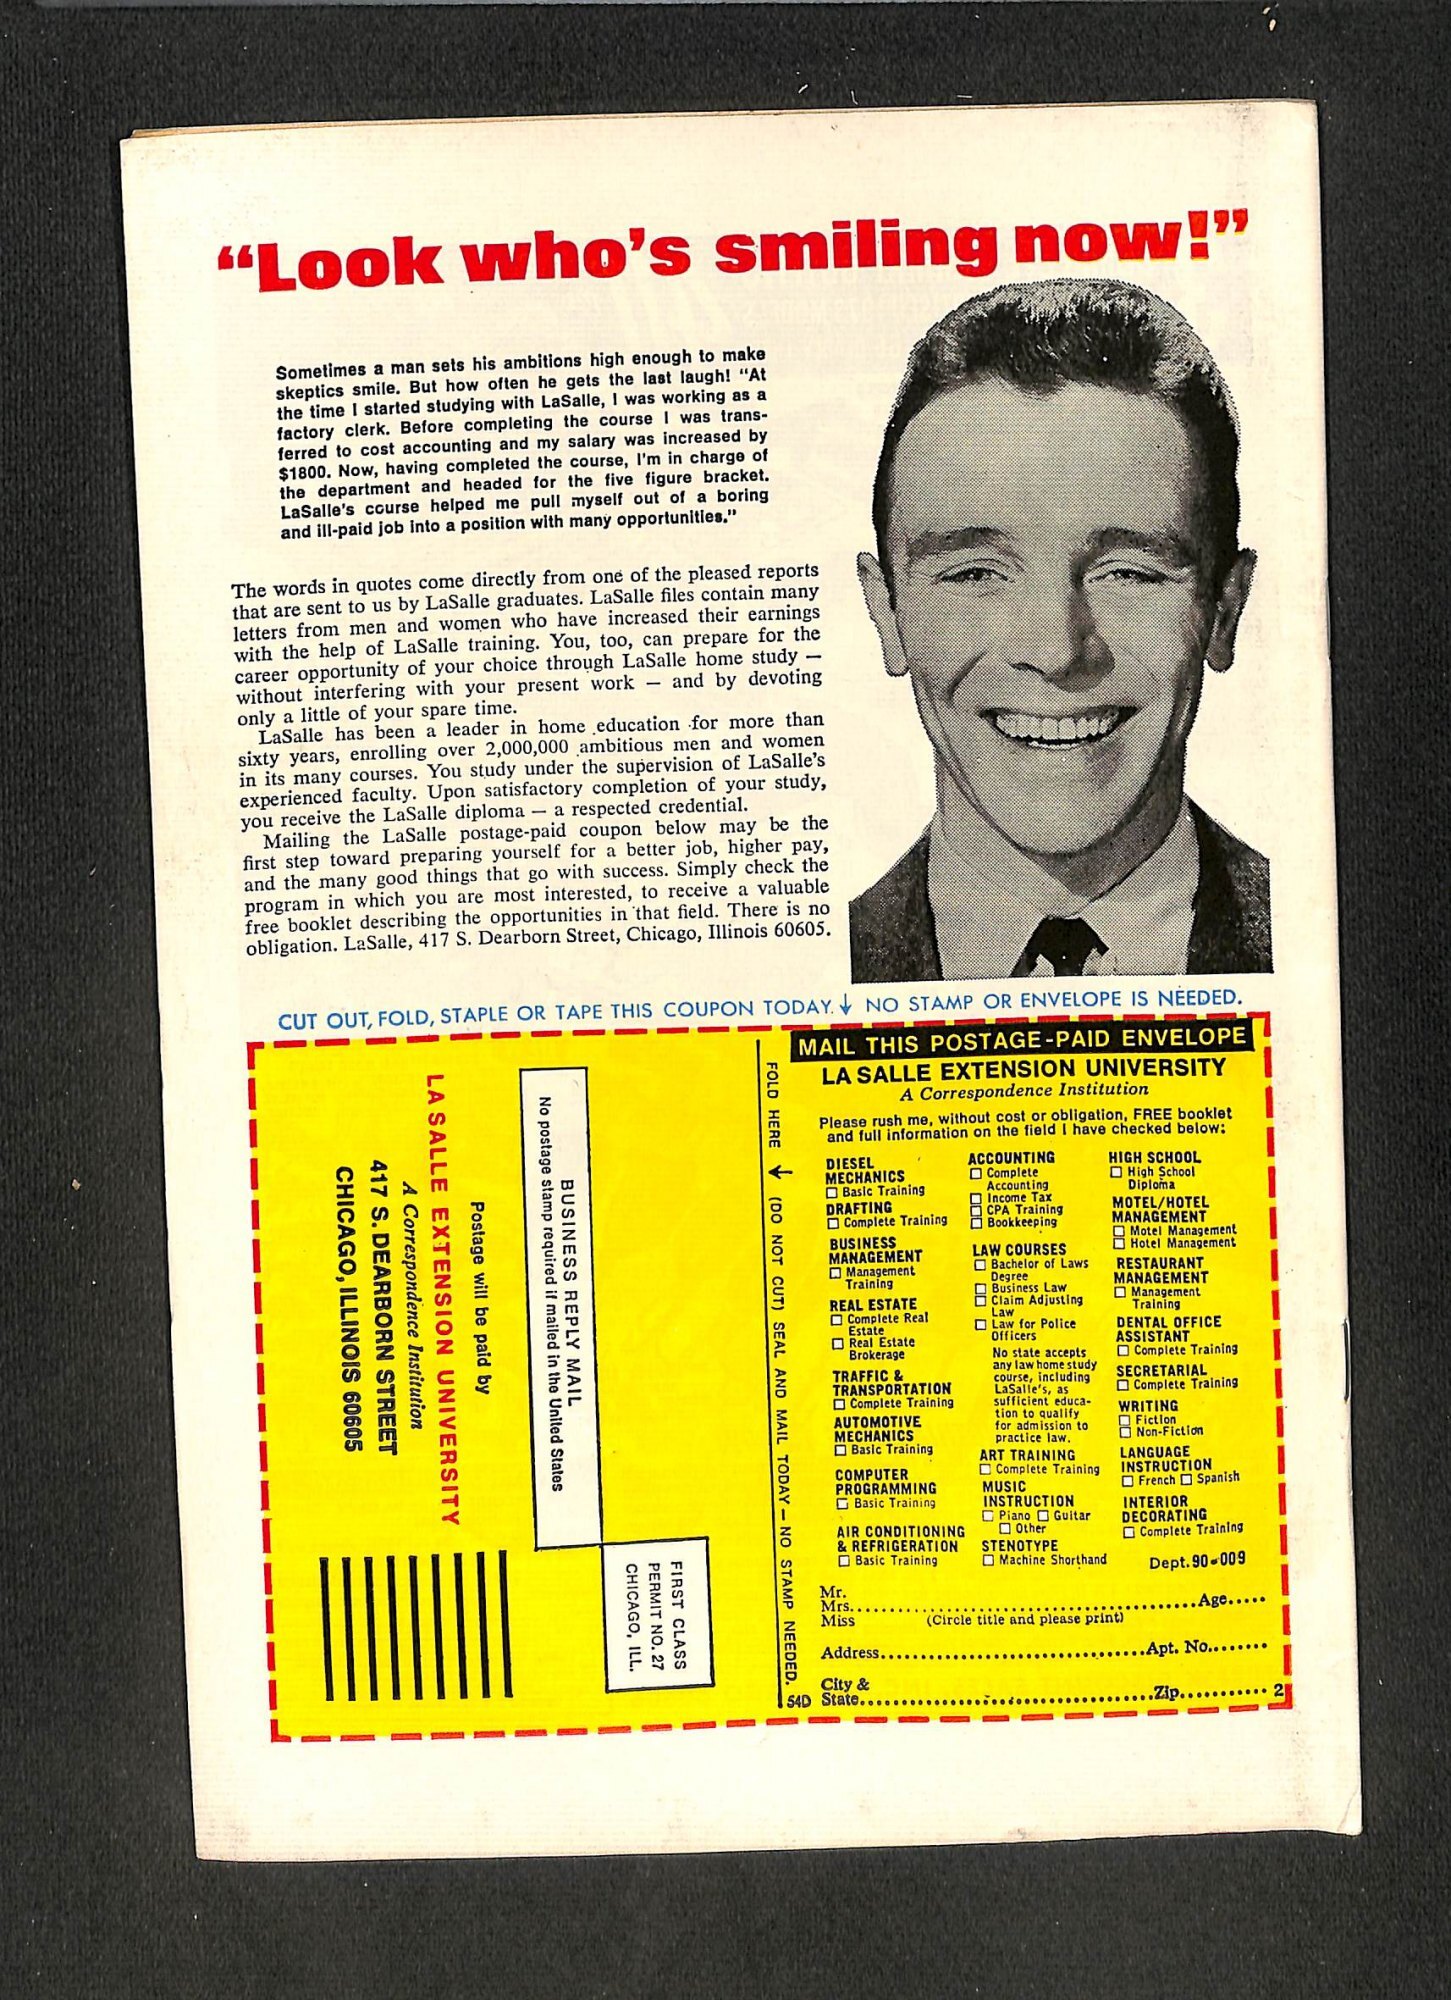 “Look who’s smiling now!”
Sometimes a man sets his ambitions high enough to make
skeptics smile. But how often he gets the last laugh! “At
the time I started studying with LaSalle, I was working as a
factory clerk. Before completing the course I was trans-
ferred to cost accounting and my salary was increased by
$1800. Now, having completed the course, I’m in charge of
the department and headed for the five figure bracket.
LaSalle’s course helped me pull myself out of a boring
and ill-paid job into a position with many opportunities.”
The words in quotes come directly from one of the pleased reports
that are sent to us by LaSalle graduates. LaSalle files contain many
letters from men and women who have increased their earnings
with the help of LaSalle training. You, too, can prepare for the
career opportunity of your choice through LaSalle home study —
without interfering with your present work — and by devoting
only a little of your spare time.
LaSalle has been a leader in home education for more than
sixty years, enrolling over 2,000,000 ambitious men and women
in its many courses. You study under the supervision of LaSalle’s
experienced faculty. Upon satisfactory completion of your study,
you receive the LaSalle diploma — a respected credential.
Mailing the LaSalle postage-paid coupon below may be the
first step toward preparing yourself for a better job, higher pay,
and the many good things that go with success. Simply check the
program in which you are most interested, to receive a valuable
free booklet describing the opportunities in that field. There is no
obligation. LaSalle, 417 S. Dearborn Street, Chicago, Illinois 60605.
CUT OUT, FOLD, STAPLE OR TAPE THIS COUPON TODAY. ↓ NO STAMP OR ENVELOPE IS NEEDED.
FIRST CLASS
PERMIT NO. 27
CHICAGO, ILL.
BUSINESS REPLY MAIL
No postage stamp required if mailed in the United States
Postage will be paid by
LA SALLE EXTENSION UNIVERSITY
A Correspondence Institution
417 S. DEARBORN STREET
CHICAGO, ILLINOIS 60605
FOLD HERE ↓ (DO NOT CUT) SEAL AND MAIL TODAY — NO STAMP NEEDED.
54D
MAIL THIS POSTAGE-PAID ENVELOPE
LA SALLE EXTENSION UNIVERSITY
A Correspondence Institution
Please rush me, without cost or obligation, FREE booklet
and full information on the field I have checked below:
DIESEL
MECHANICS
☐ Basic Training
DRAFTING
☐ Complete Training
BUSINESS
MANAGEMENT
☐ Management
Training
REAL ESTATE
☐ Complete Real
Estate
☐ Real Estate
Brokerage
TRAFFIC &
TRANSPORTATION
☐ Complete Training
AUTOMOTIVE
MECHANICS
☐ Basic Training
COMPUTER
PROGRAMMING
☐ Basic Training
AIR CONDITIONING
& REFRIGERATION
☐ Basic Training
ACCOUNTING
☐ Complete
Accounting
☐ Income Tax
☐ CPA Training
☐ Bookkeeping
LAW COURSES
☐ Bachelor of Laws
Degree
☐ Business Law
☐ Claim Adjusting
Law
☐ Law for Police
Officers
No state accepts
any law home study
course, including
LaSalle’s, as
sufficient educa-
tion to qualify
for admission to
practice law.
ART TRAINING
☐ Complete Training
MUSIC
INSTRUCTION
☐ Piano ☐ Guitar
☐ Other
STENOTYPE
☐ Machine Shorthand
HIGH SCHOOL
☐ High School
Diploma
MOTEL/HOTEL
MANAGEMENT
☐ Motel Management
☐ Hotel Management
RESTAURANT
MANAGEMENT
☐ Management
Training
DENTAL OFFICE
ASSISTANT
☐ Complete Training
SECRETARIAL
☐ Complete Training
WRITING
☐ Fiction
☐ Non-Fiction
LANGUAGE
INSTRUCTION
☐ French ☐ Spanish
INTERIOR
DECORATING
☐ Complete Training
Dept. 90-009
Mr.
Mrs. Age
Miss (Circle title and please print)
Address Apt. No.
City &
State Zip 2